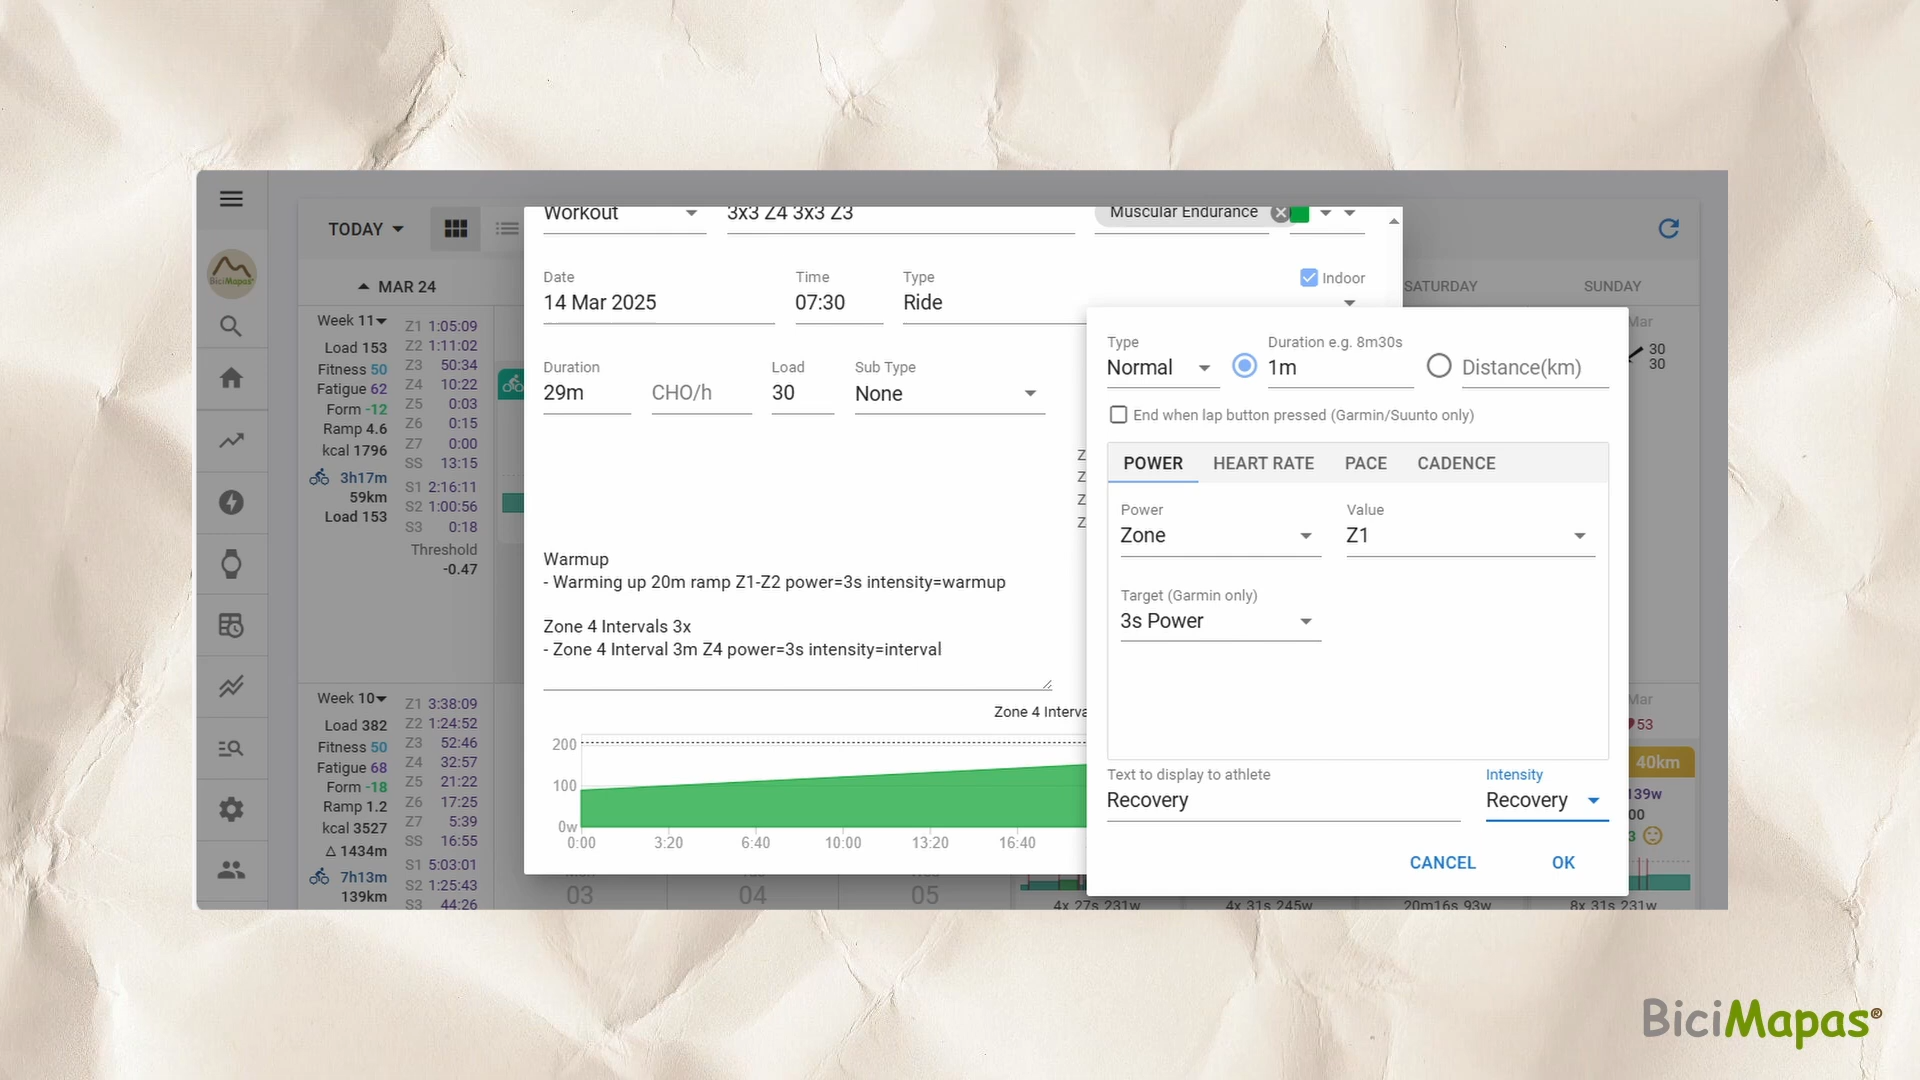 TODAY
MAR 24
Week 11
Load 153
Fitness 50
Fatigue 62
Form -12
Ramp 4.6
kcal 1796
3h17m
59km
Load 153
Z1 1:05:09
Z2 1:11:02
Z3 50:34
Z4 10:22
Z5 0:03
Z6 0:15
Z7 0:00
SS 13:15
S1 2:16:11
S2 1:00:56
S3 0:18
Threshold
-0.47
Week 10
Load 382
Fitness 50
Fatigue 68
Form -18
Ramp 1.2
kcal 3527
Δ 1434m
7h13m
139km
Z1 3:38:09
Z2 1:24:52
Z3 52:46
Z4 32:57
Z5 21:22
Z6 17:25
Z7 5:39
SS 16:55
S1 5:03:01
S2 1:25:43
S3 44:26
Workout
3x3 Z4 3x3 Z3
Muscular Endurance
Date
14 Mar 2025
Time
07:30
Type
Ride
Indoor
Duration
29m
CHO/h
Load
30
Sub Type
None
Z
Z
Z
Z
Warmup
- Warming up 20m ramp Z1-Z2 power=3s intensity=warmup
Zone 4 Intervals 3x
- Zone 4 Interval 3m Z4 power=3s intensity=interval
Zone 4 Interva
200
100
0w
0:00 3:20 6:40 10:00 13:20 16:40
03 04 05
4x 27s 231w
4x 31s 245w
20m16s 93w
8x 31s 231w
SATURDAY
SUNDAY
Mar
30
30
Mar
53
40km
139w
00
3
Type
Normal
Duration e.g. 8m30s
1m
Distance(km)
End when lap button pressed (Garmin/Suunto only)
POWER HEART RATE PACE CADENCE
Power
Zone
Value
Z1
Target (Garmin only)
3s Power
Text to display to athlete
Recovery
Intensity
Recovery
CANCEL
OK
BiciMapas®